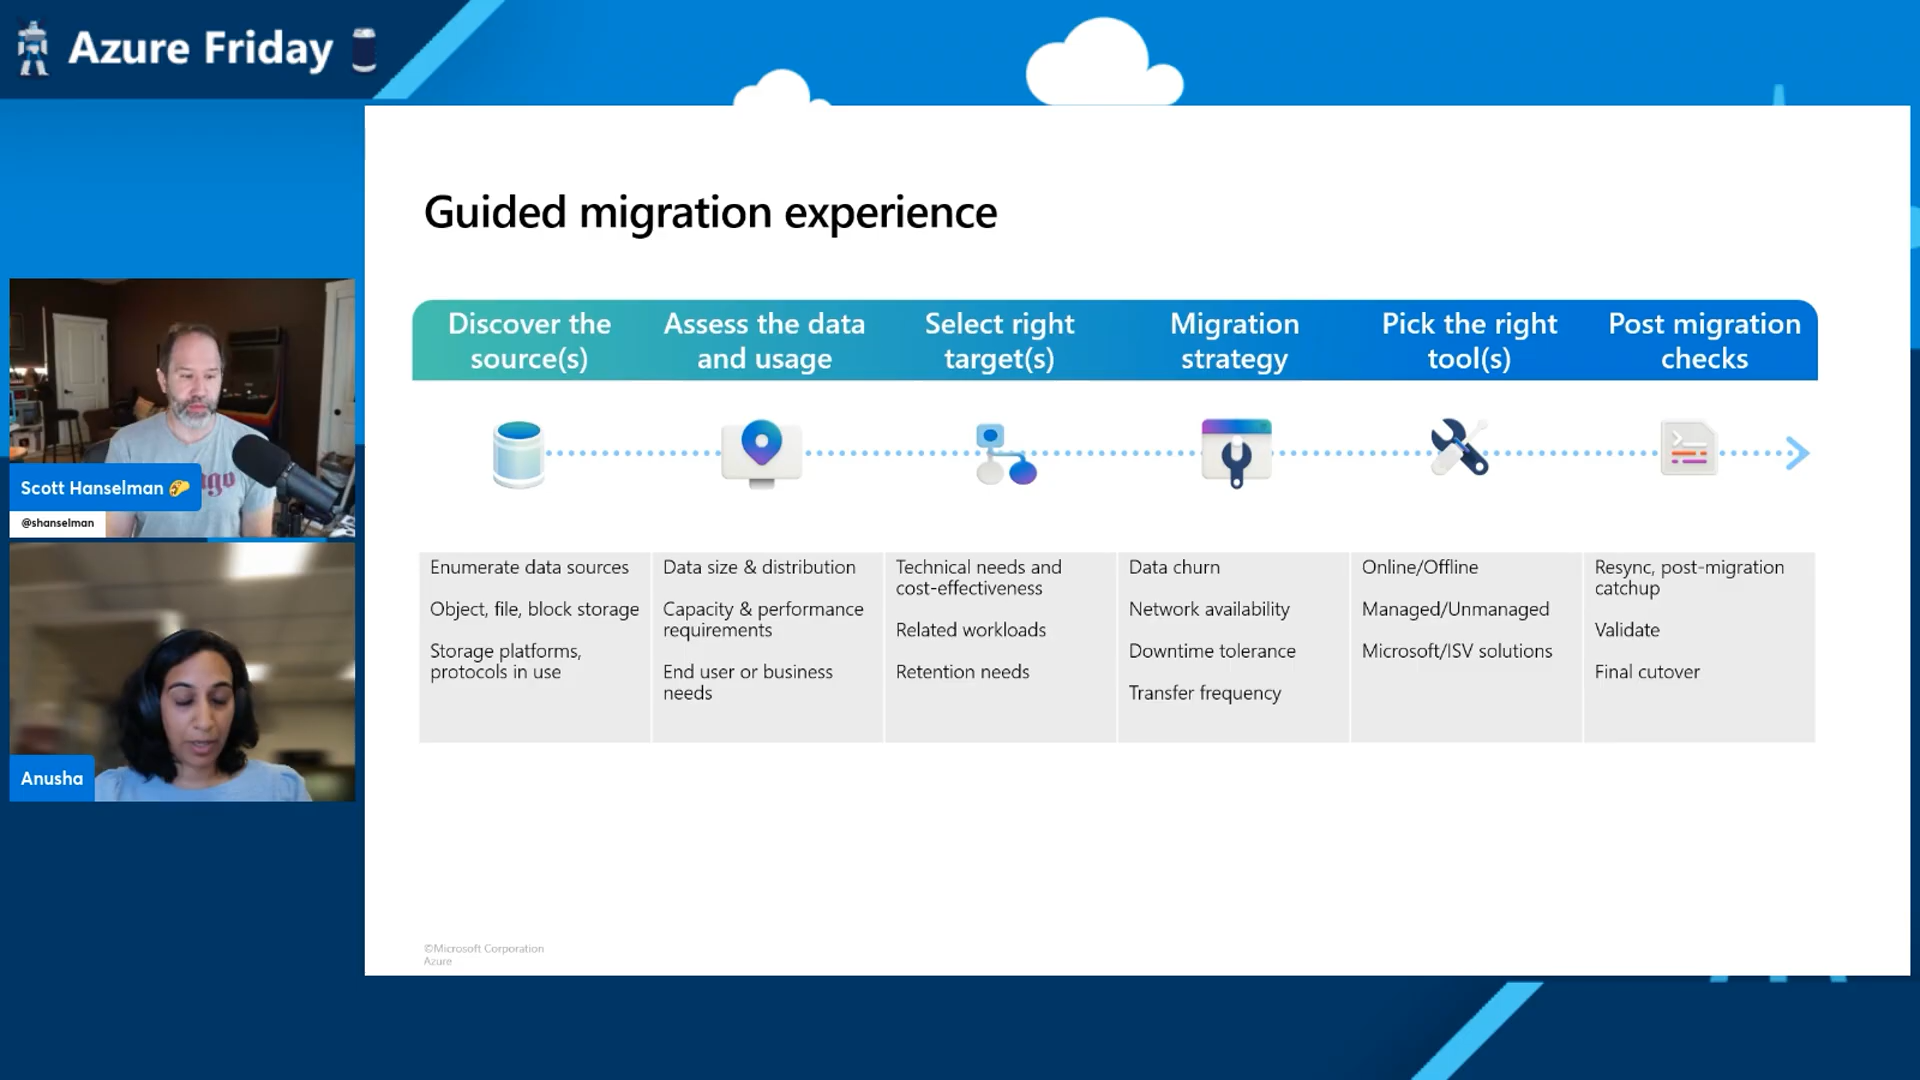 Azure Friday
Guided migration experience
Discover the
source(s)
Assess the data
and usage
Select right
target(s)
Migration
strategy
Pick the right
tool(s)
Post migration
checks
Enumerate data sources
Object, file, block storage
Storage platforms,
protocols in use
Data size & distribution
Capacity & performance
requirements
End user or business
needs
Technical needs and
cost-effectiveness
Related workloads
Retention needs
Data churn
Network availability
Downtime tolerance
Transfer frequency
Online/Offline
Managed/Unmanaged
Microsoft/ISV solutions
Resync, post-migration
catchup
Validate
Final cutover
Scott Hanselman 🌮
@shanselman
Anusha
©Microsoft Corporation
Azure